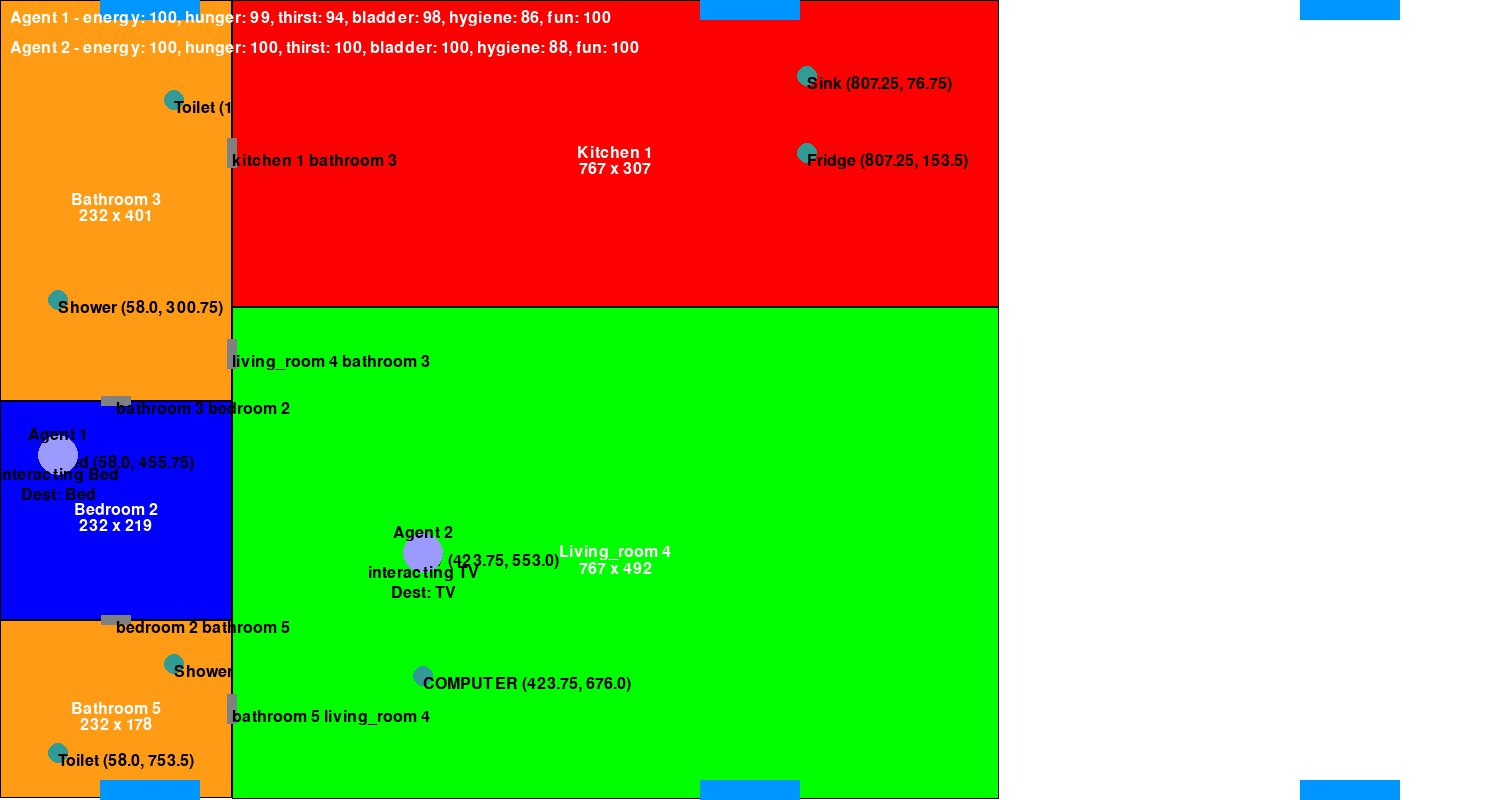 Agent 1 - energy: 100, hunger: 99, thirst: 94, bladder: 98, hygiene: 86, fun: 100
Agent 2 - energy: 100, hunger: 100, thirst: 100, bladder: 100, hygiene: 88, fun: 100
Sink (807.25, 76.75)
Toilet (1
Kitchen 1
767 x 307
kitchen 1 bathroom 3
Fridge (807.25, 153.5)
Bathroom 3
232 x 401
Shower (58.0, 300.75)
living_room 4 bathroom 3
bathroom 3 bedroom 2
Agent 1
d (58.0, 455.75)
interacting Bed
Dest: Bed
Bedroom 2
232 x 219
Agent 2
(423.75, 553.0)
interacting TV
Dest: TV
Living_room 4
767 x 492
bedroom 2 bathroom 5
Shower
COMPUTER (423.75, 676.0)
Bathroom 5
232 x 178
bathroom 5 living_room 4
Toilet (58.0, 753.5)